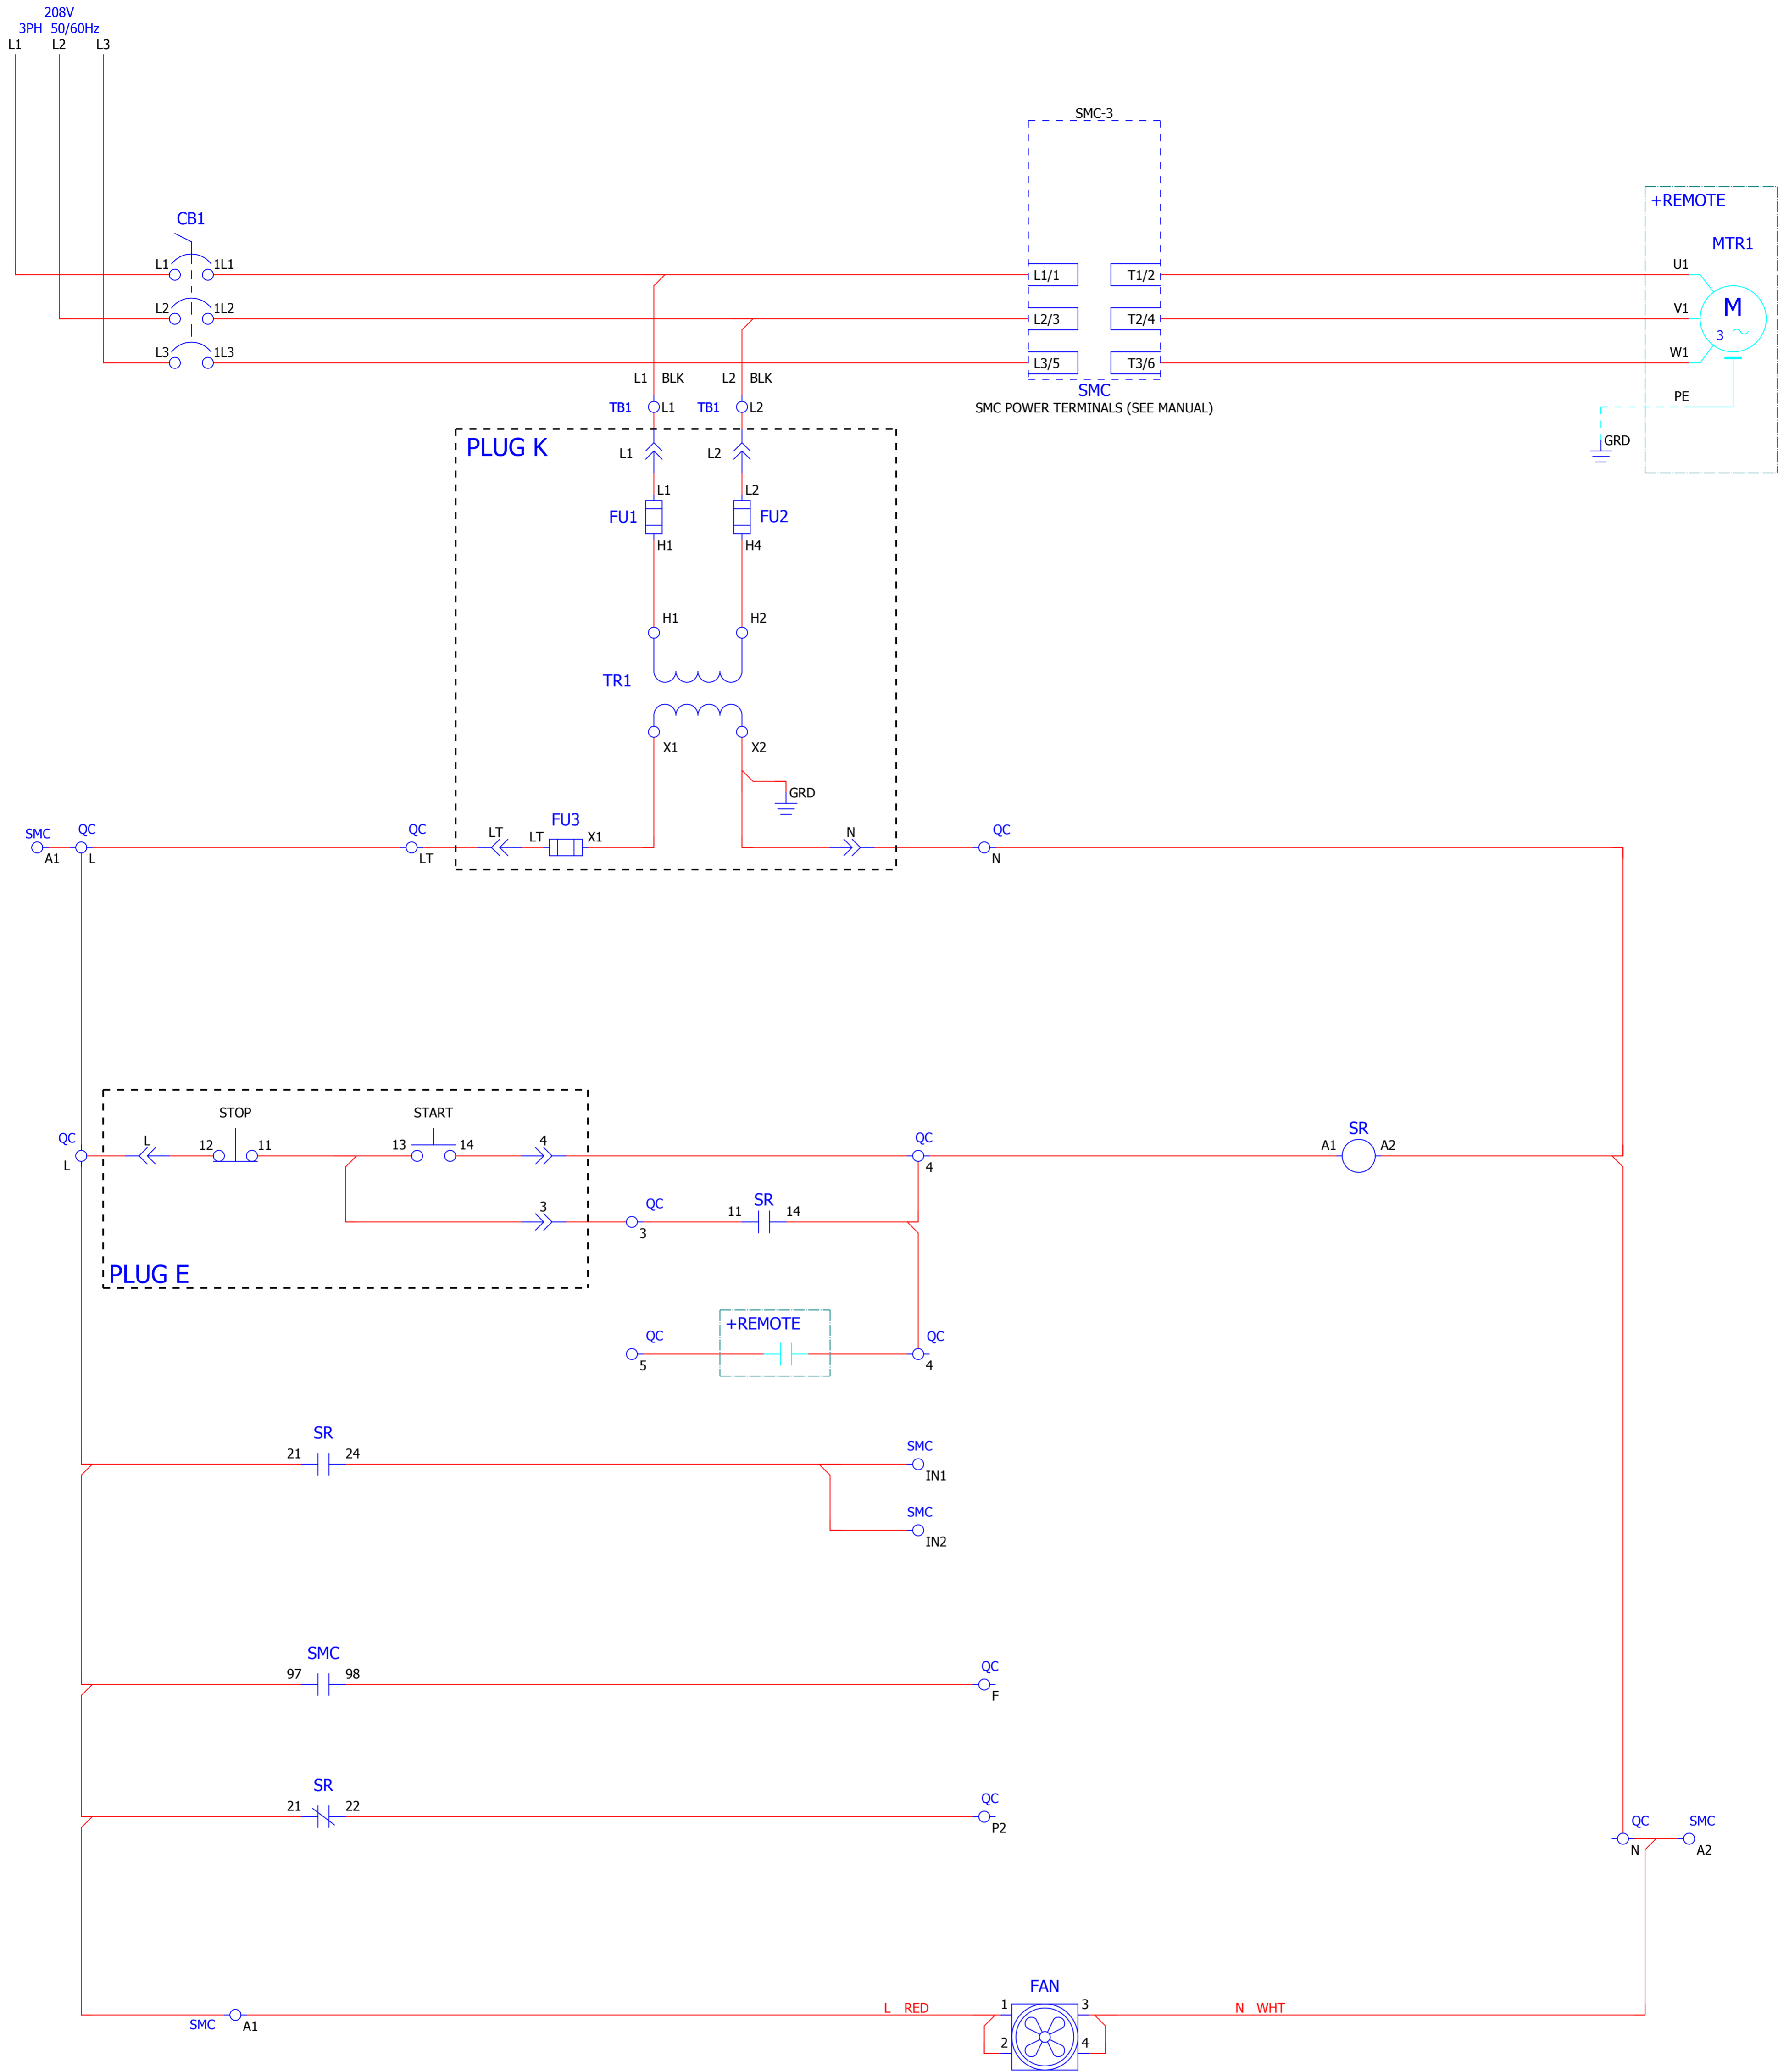 208V
3PH 50/60Hz
L1 L2 L3
SMC-3
+REMOTE
CB1
MTR1
L1 1L1 L1/1 T1/2 U1
L2 1L2 L2/3 T2/4 V1 M
3
L3 1L3 L3/5 T3/6 W1
L1 BLK L2 BLK SMC
PE
TB1 L1 TB1 L2 SMC POWER TERMINALS (SEE MANUAL)
GRD
PLUG K
L1 L2
L1 L2
FU1 FU2
H1 H4
H1 H2
TR1
X1 X2
GRD
FU3
SMC QC QC LT LT X1 N QC
A1 L LT N
STOP START
QC L 12 11 13 14 4 QC SR
A1 A2
L 4
3 QC SR
11 14
3
PLUG E
+REMOTE
QC QC
5 4
SR
21 24 SMC
IN1
SMC
IN2
SMC
97 98 QC
F
SR
21 22 QC
P2
QC SMC
N A2
FAN
L RED 1 3 N WHT
SMC A1
2 4